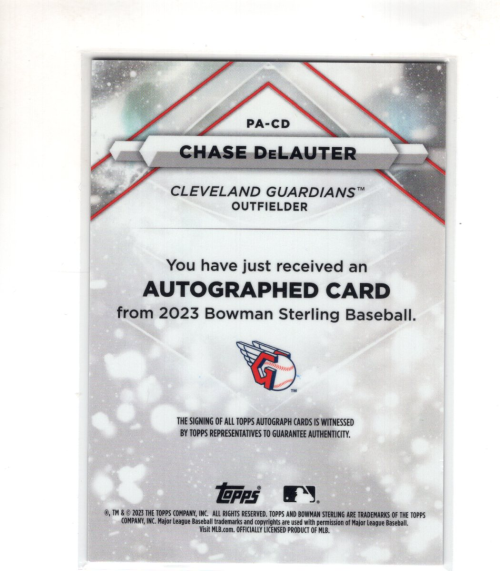 PA-CD
CHASE DeLAUTER
CLEVELAND GUARDIANS™
OUTFIELDER
You have just received an
AUTOGRAPHED CARD
from 2023 Bowman Sterling Baseball.
G
™
THE SIGNING OF ALL TOPPS AUTOGRAPH CARDS IS WITNESSED
BY TOPPS REPRESENTATIVES TO GUARANTEE AUTHENTICITY.
topps
®, TM & © 2023 THE TOPPS COMPANY, INC. ALL RIGHTS RESERVED. TOPPS AND BOWMAN STERLING ARE TRADEMARKS OF THE TOPPS
COMPANY, INC. Major League Baseball trademarks and copyrights are used with permission of Major League Baseball.
Visit MLB.com. OFFICIALLY LICENSED PRODUCT OF MLB.